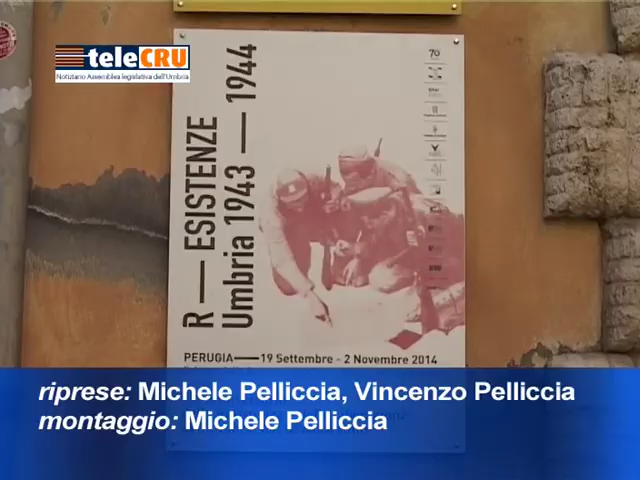 teleCRU
Notiziario Assemblea legislativa dell'Umbria
R — ESISTENZE
Umbria 1943 — 1944
70
PERUGIA — 19 Settembre - 2 Novembre 2014
riprese: Michele Pelliccia, Vincenzo Pelliccia
montaggio: Michele Pelliccia